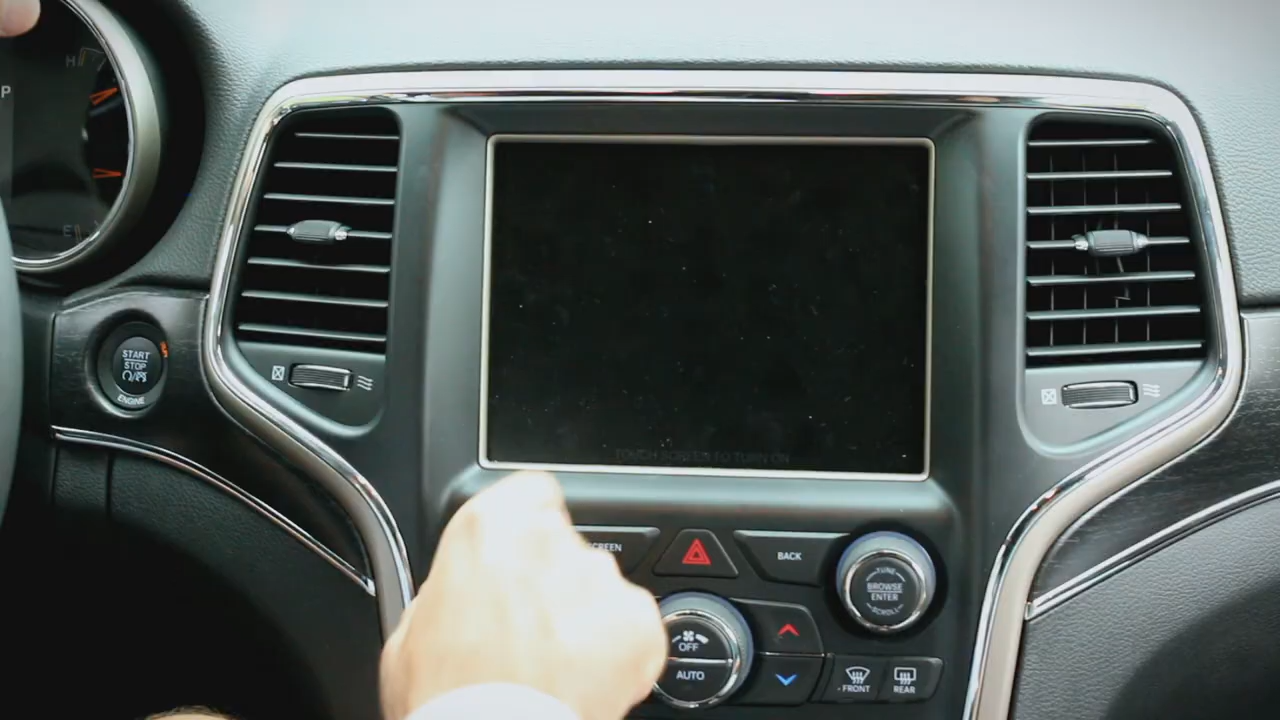 H
P
E
START
STOP
ENGINE
TOUCH SCREEN TO TURN ON
SCREEN
BACK
TUNE
BROWSE
ENTER
SCROLL
OFF
AUTO
FRONT
REAR